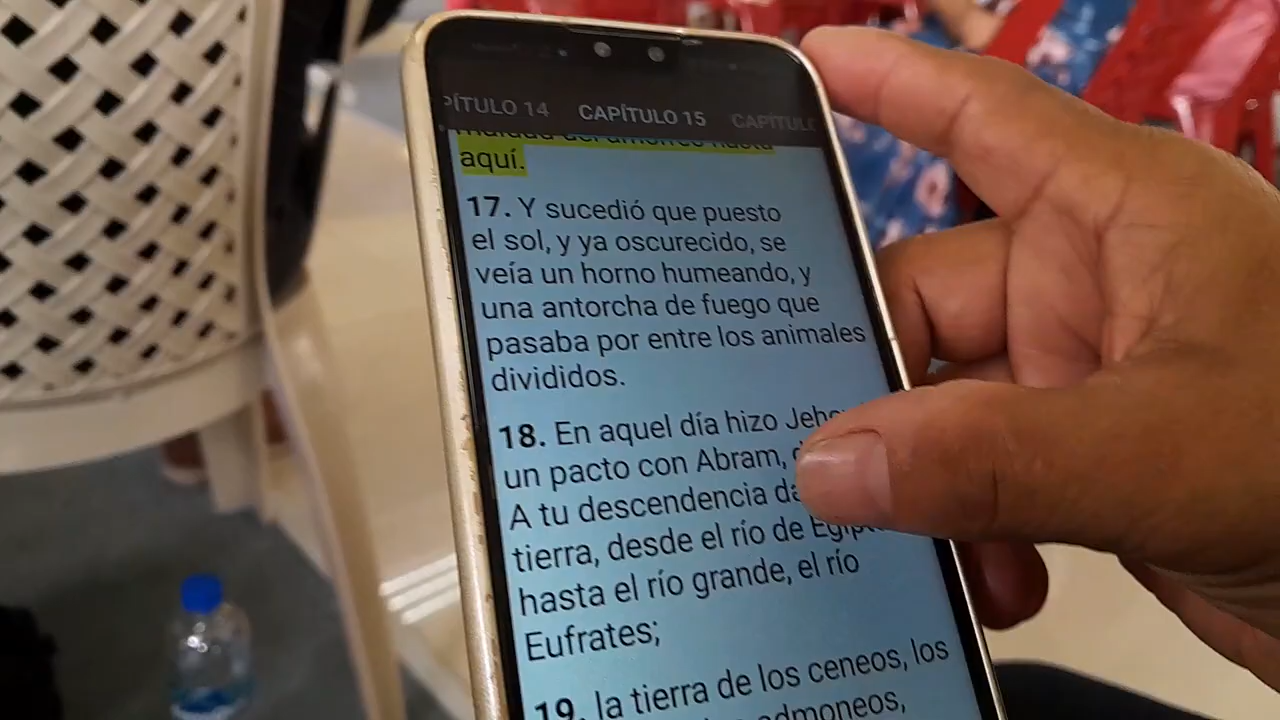 PÍTULO 14 CAPÍTULO 15 CAPÍTUL
aquí.
17. Y sucedió que puesto
el sol, y ya oscurecido, se
veía un horno humeando, y
una antorcha de fuego que
pasaba por entre los animales
divididos.
18. En aquel día hizo
un pacto con Abram,
A tu descendencia
tierra, desde el río de
hasta el río grande, el río
Eufrates;
19. la tierra de los ceneos, los